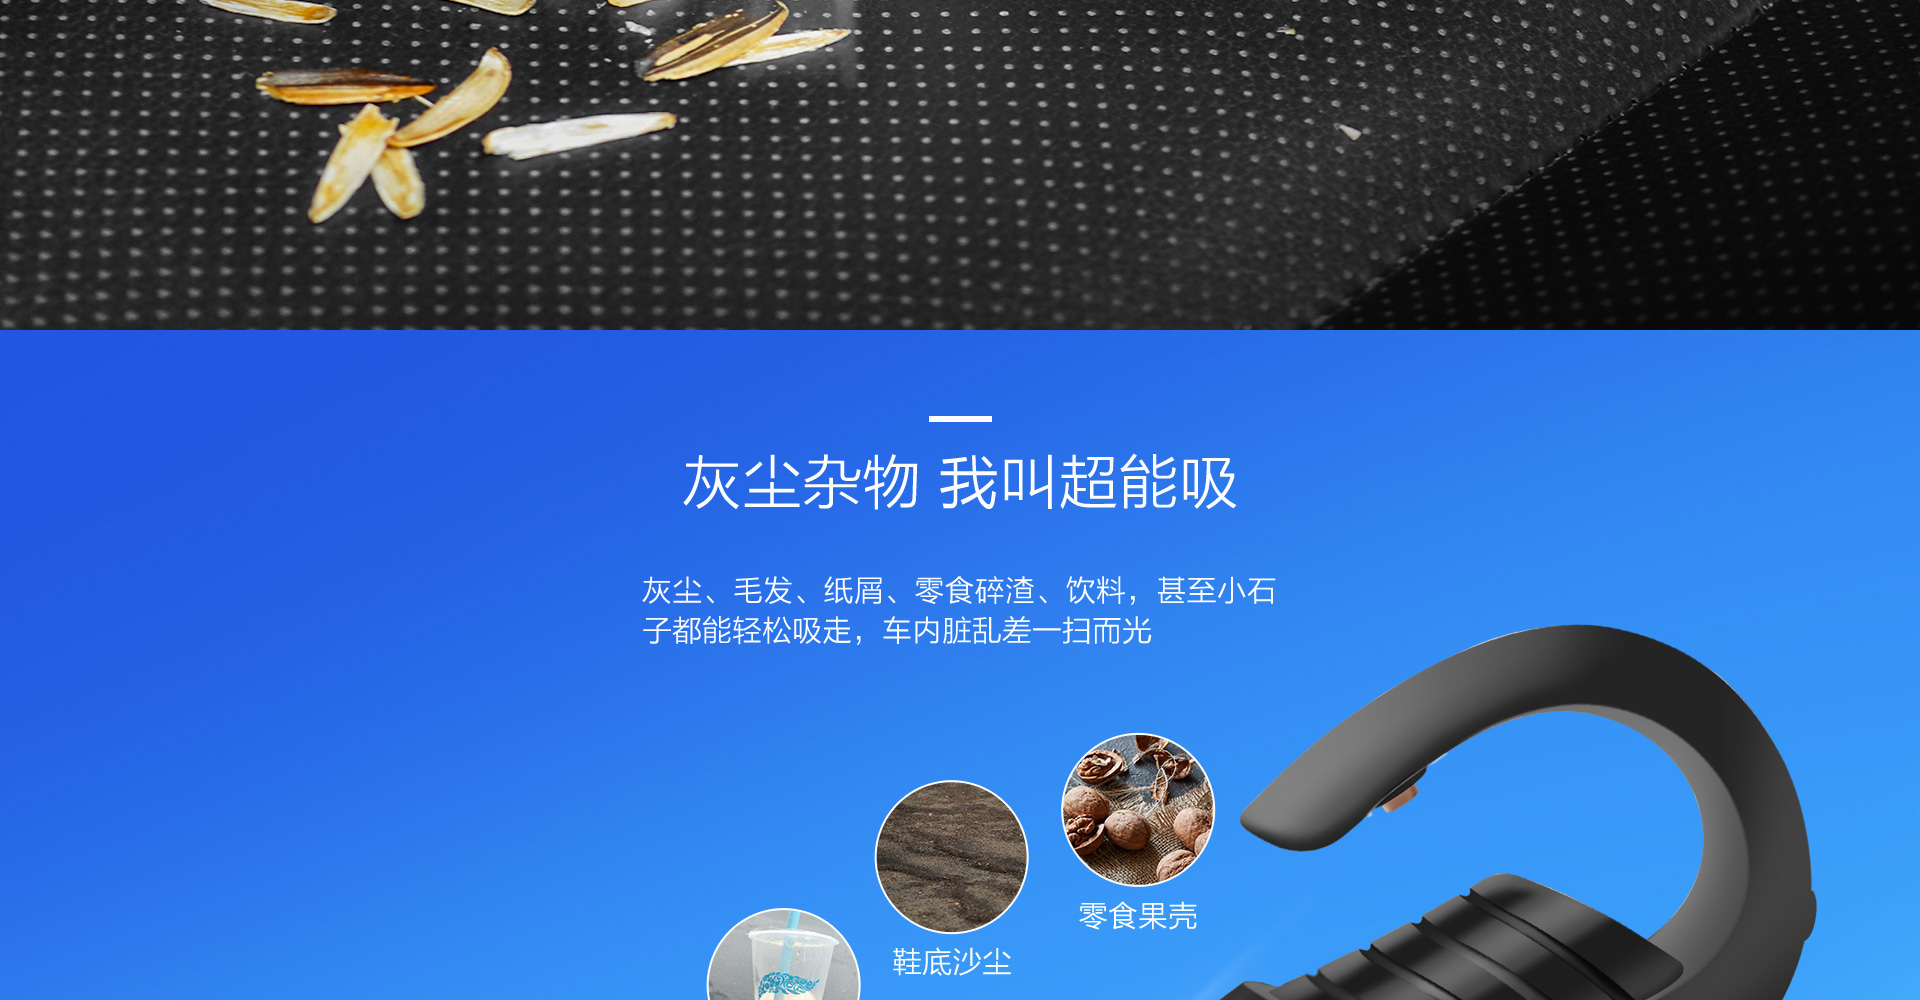 灰尘杂物 我叫超能吸
灰尘、毛发、纸屑、零食碎渣、饮料，甚至小石
子都能轻松吸走，车内脏乱差一扫而光
零食果壳
鞋底沙尘